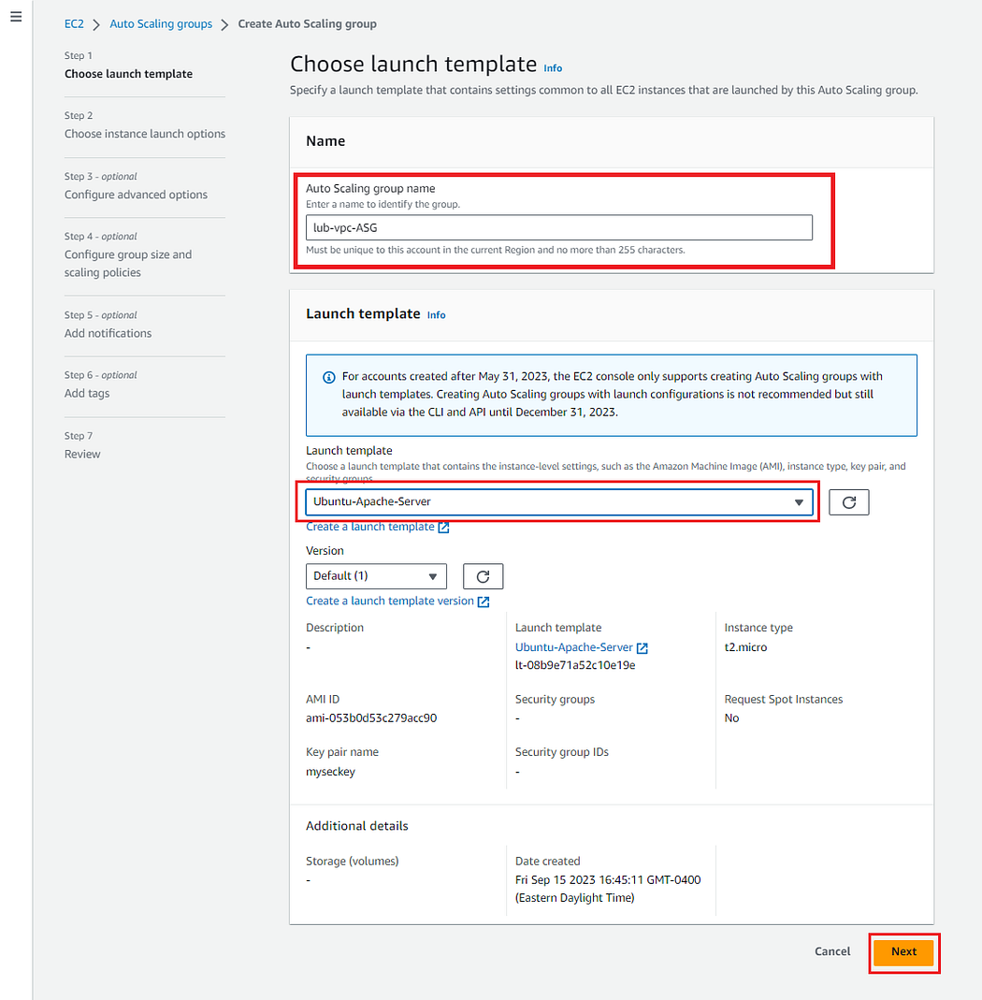 EC2 > Auto Scaling groups > Create Auto Scaling group
Step 1
Choose launch template
Step 2
Choose instance launch options
Step 3 - optional
Configure advanced options
Step 4 - optional
Configure group size and
scaling policies
Step 5 - optional
Add notifications
Step 6 - optional
Add tags
Step 7
Review
Choose launch template Info
Specify a launch template that contains settings common to all EC2 instances that are launched by this Auto Scaling group.
Name
Auto Scaling group name
Enter a name to identify the group.
lub-vpc-ASG
Must be unique to this account in the current Region and no more than 255 characters.
Launch template Info
For accounts created after May 31, 2023, the EC2 console only supports creating Auto Scaling groups with
launch templates. Creating Auto Scaling groups with launch configurations is not recommended but still
available via the CLI and API until December 31, 2023.
Launch template
Choose a launch template that contains the instance-level settings, such as the Amazon Machine Image (AMI), instance type, key pair, and
security groups.
Ubuntu-Apache-Server
Create a launch template
Version
Default (1)
Create a launch template version
Description
-
Launch template
Ubuntu-Apache-Server
lt-08b9e71a52c10e19e
Instance type
t2.micro
AMI ID
ami-053b0d53c279acc90
Security groups
-
Request Spot Instances
No
Key pair name
myseckey
Security group IDs
-
Additional details
Storage (volumes)
-
Date created
Fri Sep 15 2023 16:45:11 GMT-0400
(Eastern Daylight Time)
Cancel
Next